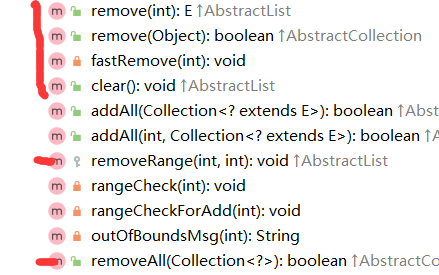 m remove(int): E ↑AbstractList
m remove(Object): boolean ↑AbstractCollection
m fastRemove(int): void
m clear(): void ↑AbstractList
m addAll(Collection<? extends E>): boolean ↑Abs
m addAll(int, Collection<? extends E>): boolean ↑A
m removeRange(int, int): void ↑AbstractList
m rangeCheck(int): void
m rangeCheckForAdd(int): void
m outOfBoundsMsg(int): String
m removeAll(Collection<?>): boolean ↑AbstractCo